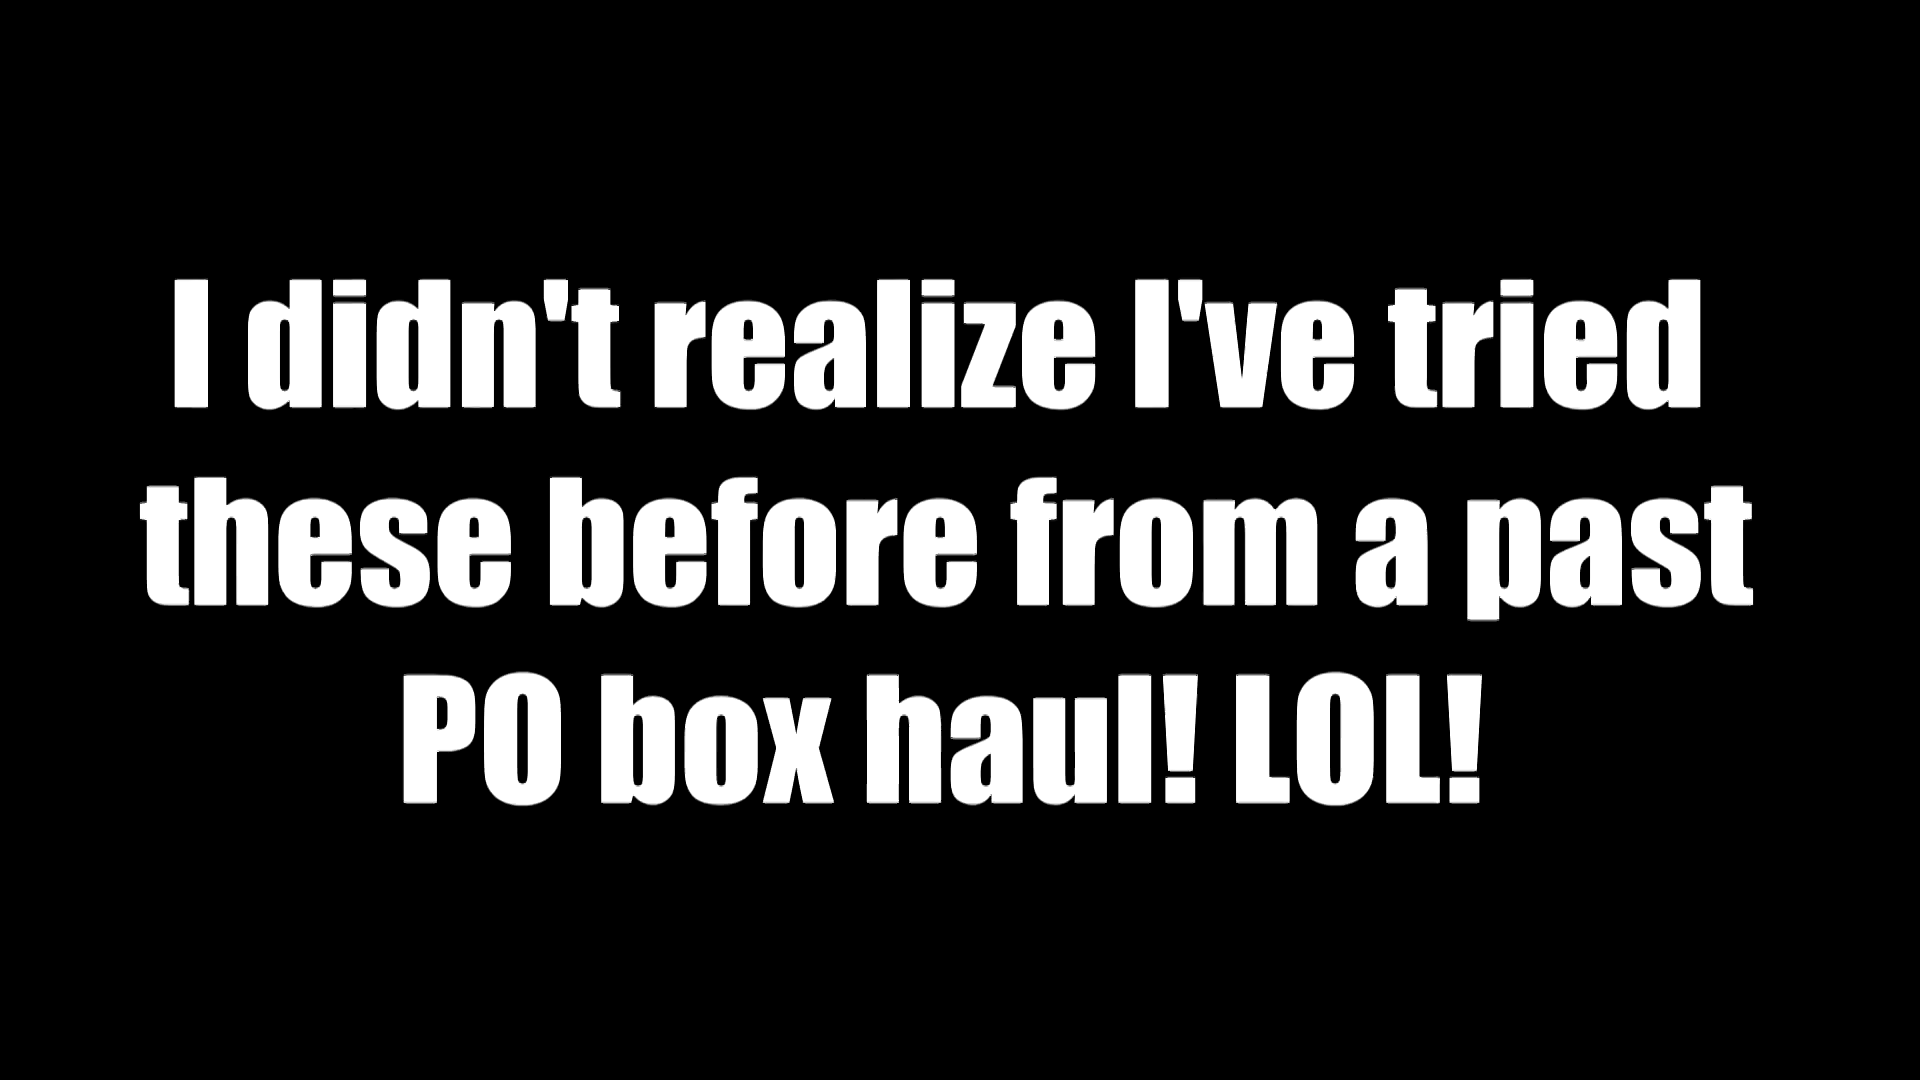 I didn't realize I've tried
these before from a past
PO box haul! LOL!